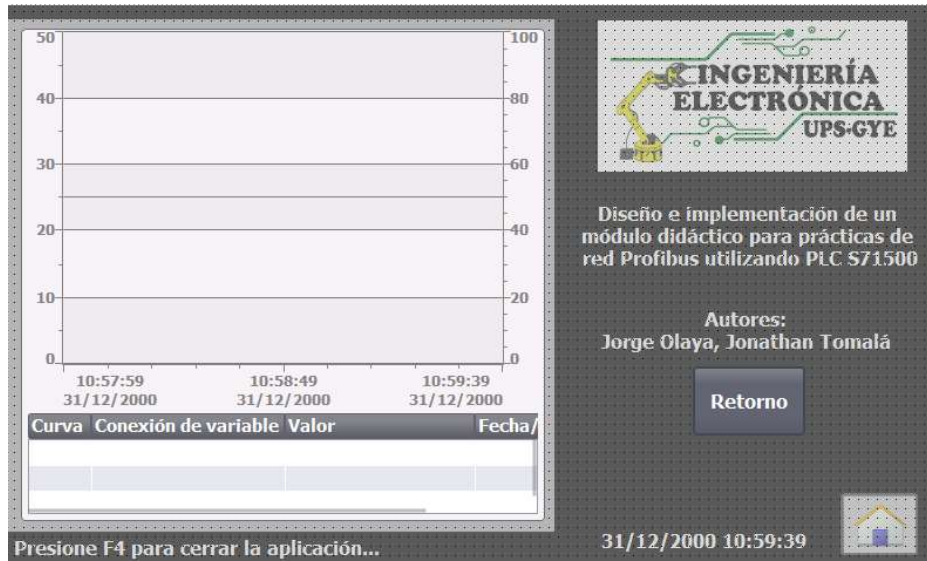 50
100
40
80
30
60
20
40
10
20
0
0
10:57:59
10:58:49
10:59:39
31/12/2000
31/12/2000
31/12/2000
Curva Conexión de variable Valor Fecha/
Presione F4 para cerrar la aplicación...
INGENIERÍA
ELECTRÓNICA
UPS-GYE
Diseño e implementación de un
módulo didáctico para prácticas de
red Profibus utilizando PLC S71500
Autores:
Jorge Olaya, Jonathan Tomalá
Retorno
31/12/2000 10:59:39